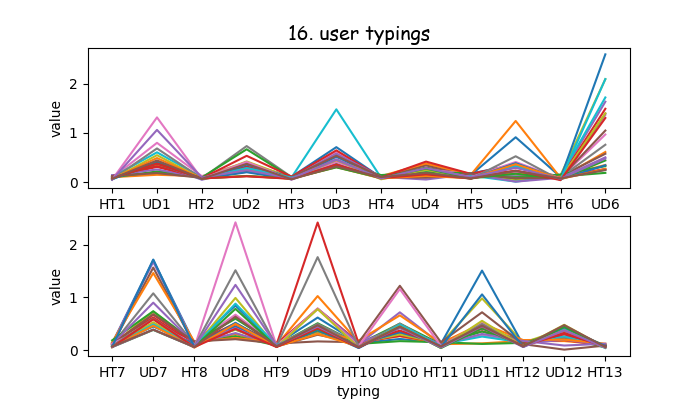 16. user typings
value
2
1
0
HT1 UD1 HT2 UD2 HT3 UD3 HT4 UD4 HT5 UD5 HT6 UD6
value
2
1
0
HT7 UD7 HT8 UD8 HT9 UD9 HT10 UD10 HT11 UD11 HT12 UD12 HT13
typing